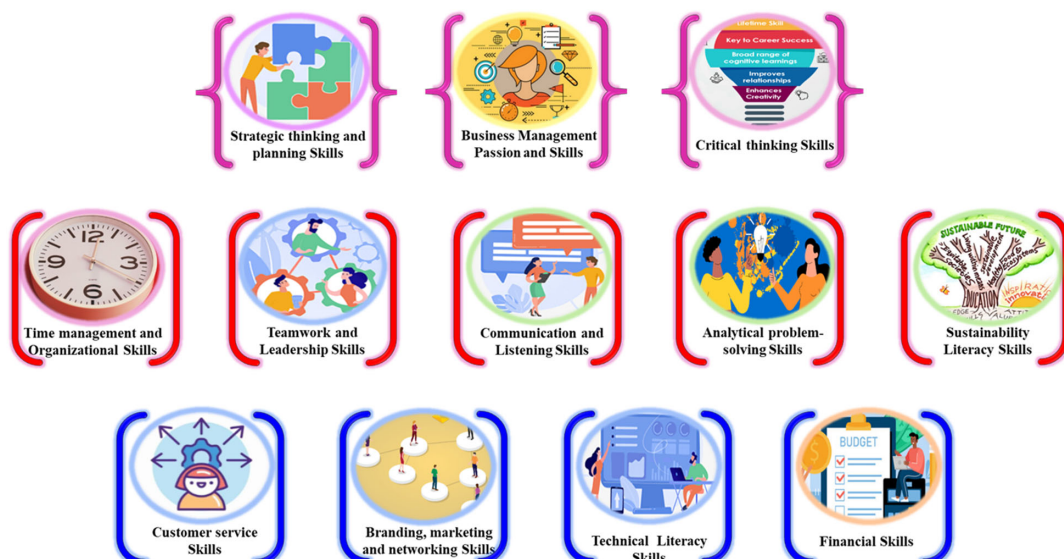 Lifetime Skill
Key to Career Success
Broad range of
cognitive learnings
Improves
relationships
Enhances
Creativity
Strategic thinking and
planning Skills
Business Management
Passion and Skills
Critical thinking Skills
12
3
6
9
SUSTAINABLE FUTURE
EDUCATION
Innovation
Time management and
Organizational Skills
Teamwork and
Leadership Skills
Communication and
Listening Skills
Analytical problem-
solving Skills
Sustainability
Literacy Skills
BUDGET
Customer service
Skills
Branding, marketing
and networking Skills
Technical Literacy
Skills
Financial Skills